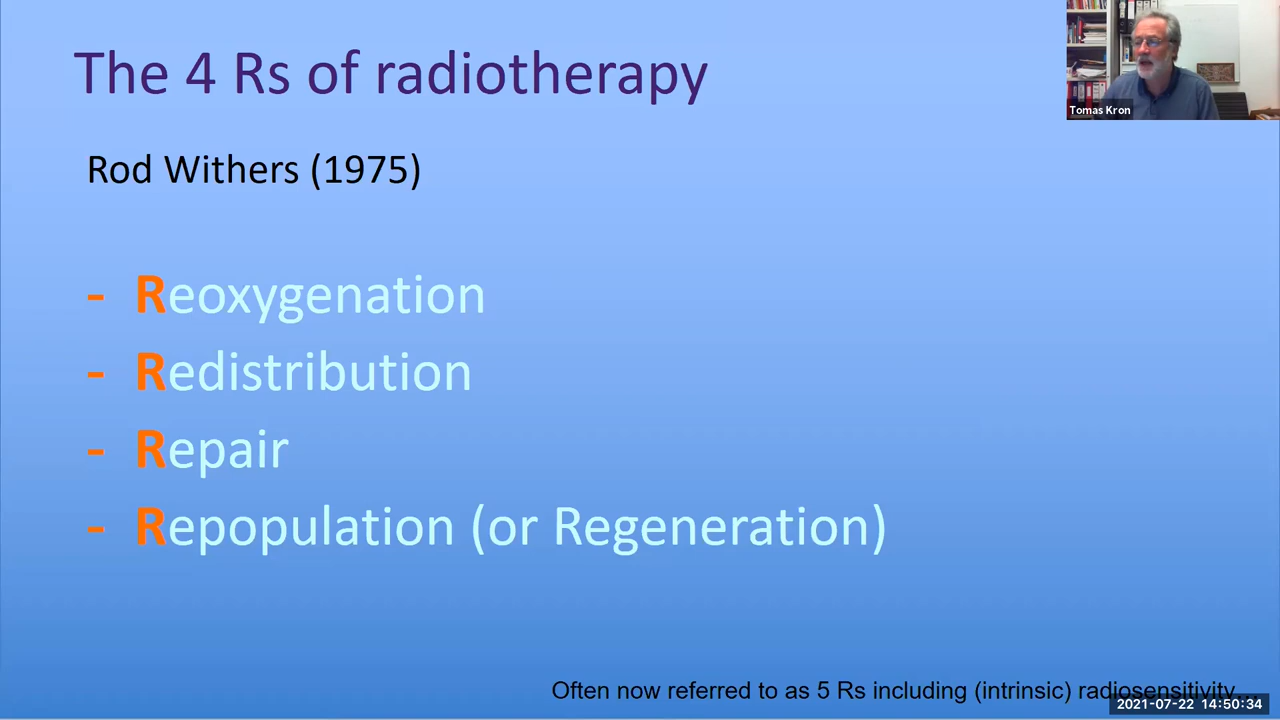 The 4 Rs of radiotherapy
Tomas Kron
Rod Withers (1975)
- Reoxygenation
- Redistribution
- Repair
- Repopulation (or Regeneration)
Often now referred to as 5 Rs including (intrinsic) radiosensitivity...
2021-07-22 14:50:34